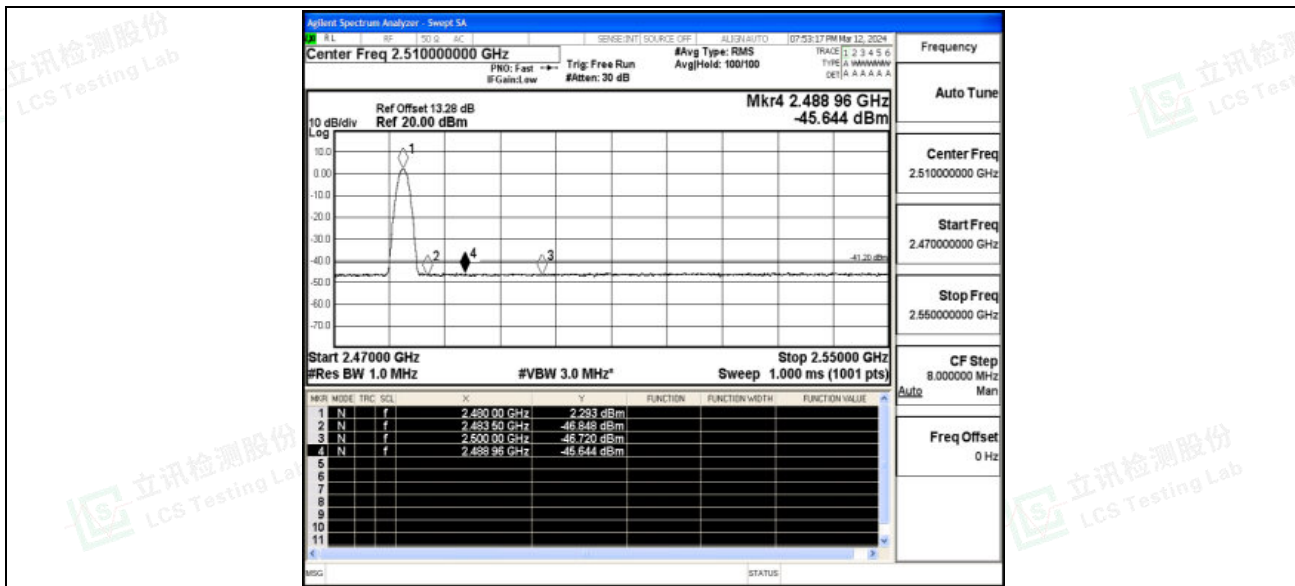 Agilent Spectrum Analyzer - Swept SA
RL RF 50 Ω AC SENSE:INT SOURCE OFF ALIGN AUTO 07:53:17 PM Mar 12, 2024
Center Freq 2.510000000 GHz
PNO: Fast
IFGain:Low
Trig: Free Run
#Atten: 30 dB
#Avg Type: RMS
Avg|Hold: 100/100
TRACE 1 2 3 4 5 6
TYPE A WWWWW
DET A A A A A A
Mkr4 2.488 96 GHz
-45.644 dBm
Ref Offset 13.28 dB
10 dB/div Ref 20.00 dBm
Log
10.0
0.00
-10.0
-20.0
-30.0
-40.0
-50.0
-60.0
-70.0
1
2
4
3
-41.20 dBm
Start 2.47000 GHz Stop 2.55000 GHz
#Res BW 1.0 MHz #VBW 3.0 MHz* Sweep 1.000 ms (1001 pts)
MKR MODE TRC SCL X Y FUNCTION FUNCTION WIDTH FUNCTION VALUE
1 N f 2.480 00 GHz 2.293 dBm
2 N f 2.483 50 GHz -46.848 dBm
3 N f 2.500 00 GHz -46.720 dBm
4 N f 2.488 96 GHz -45.644 dBm
5
6
7
8
9
10
11
MSG STATUS
Frequency
Auto Tune
Center Freq
2.510000000 GHz
Start Freq
2.470000000 GHz
Stop Freq
2.550000000 GHz
CF Step
8.000000 MHz
Auto Man
Freq Offset
0 Hz
立讯检测股份
LCS Testing Lab
立讯检测
LCS Test
立讯检测股份
LCS Testing Lab
立讯检测股份
LCS Testing Lab